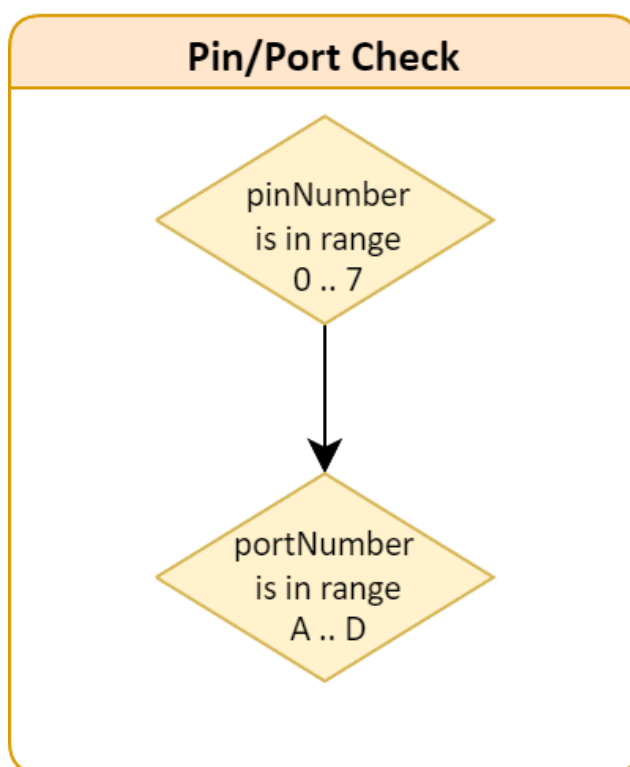 Pin/Port Check
pinNumber
is in range
0 .. 7
portNumber
is in range
A .. D